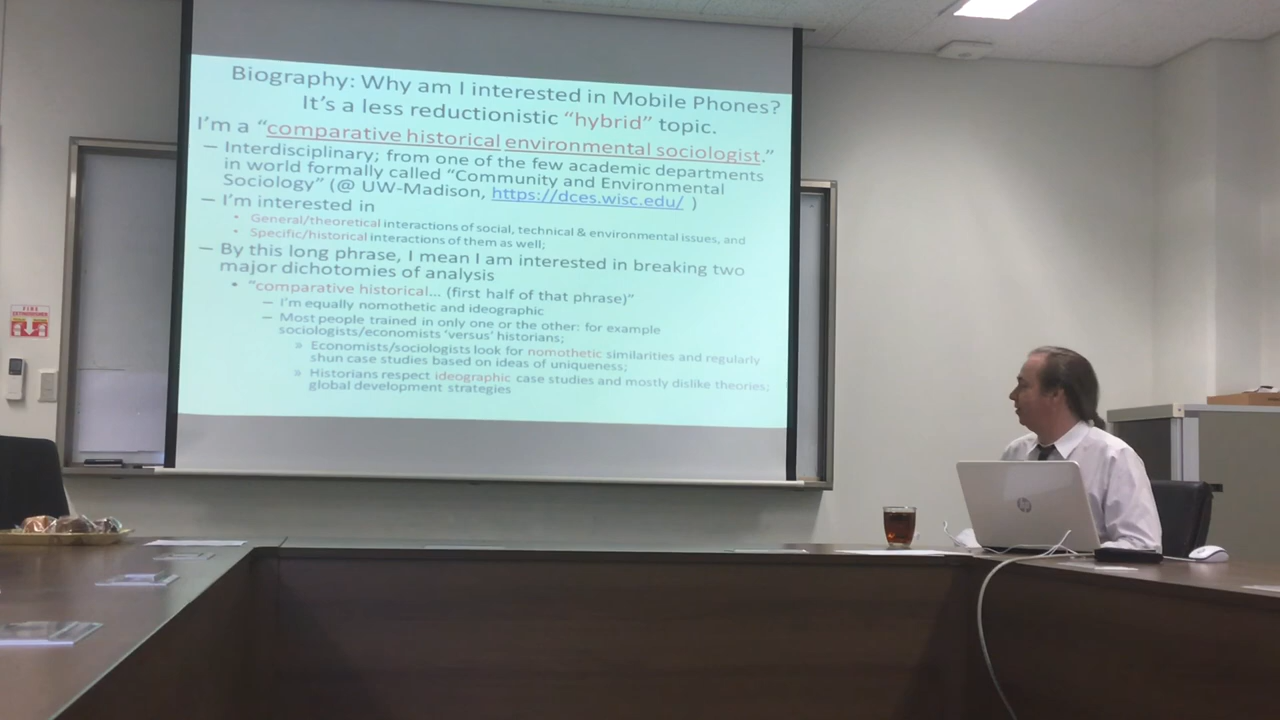 Biography: Why am I interested in Mobile Phones?
It's a less reductionistic "hybrid" topic.
I'm a "comparative historical environmental sociologist."
– Interdisciplinary; from one of the few academic departments
in world formally called "Community and Environmental
Sociology" (@ UW-Madison, https://dces.wisc.edu/ )
– I'm interested in
• General/theoretical interactions of social, technical & environmental issues, and
• Specific/historical interactions of them as well;
– By this long phrase, I mean I am interested in breaking two
major dichotomies of analysis
• "comparative historical... (first half of that phrase)"
– I'm equally nomothetic and ideographic
– Most people trained in only one or the other: for example
sociologists/economists 'versus' historians;
» Economists/sociologists look for nomothetic similarities and regularly
shun case studies based on ideas of uniqueness;
» Historians respect ideographic case studies and mostly dislike theories;
global development strategies
FIRE
EXTINGUISHER
hp